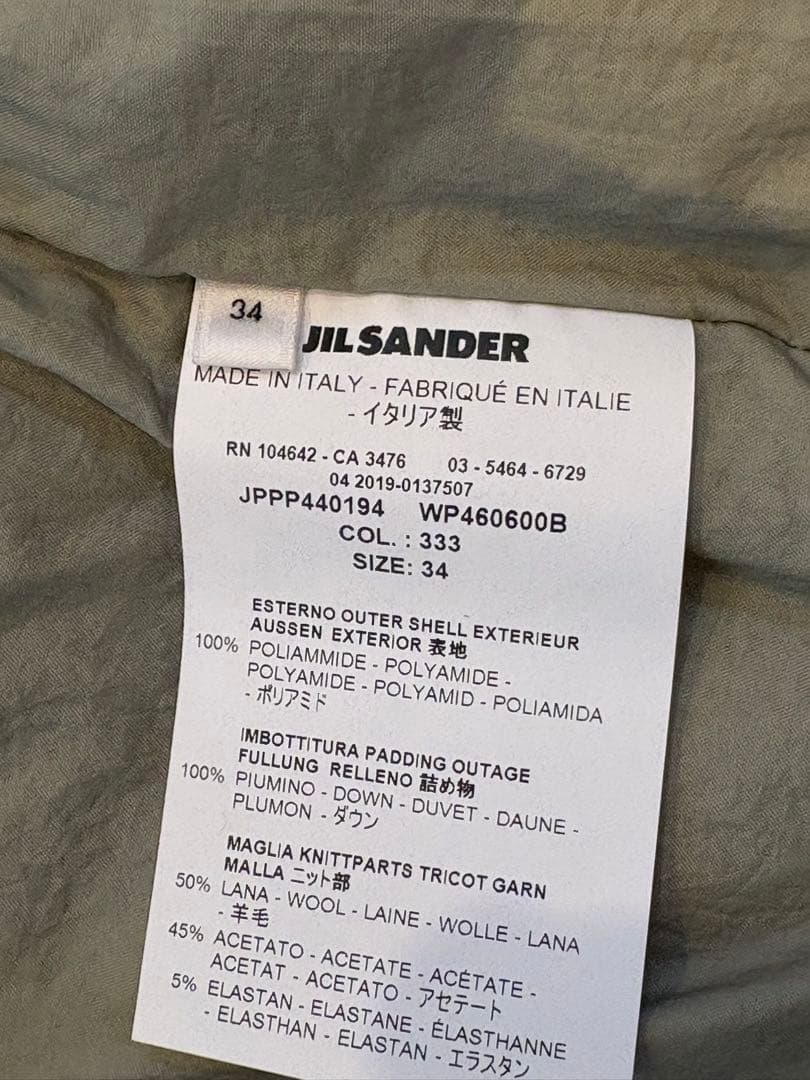 34
JIL SANDER
MADE IN ITALY - FABRIQUÉ EN ITALIE
- イタリア製
RN 104642 - CA 3476 03 - 5464 - 6729
04 2019-0137507
JPPP440194 WP460600B
COL. : 333
SIZE: 34
ESTERNO OUTER SHELL EXTERIEUR
AUSSEN EXTERIOR 表地
100% POLIAMMIDE - POLYAMIDE -
POLYAMIDE - POLYAMID - POLIAMIDA
- ポリアミド
IMBOTTITURA PADDING OUTAGE
FULLUNG RELLENO 詰め物
100% PIUMINO - DOWN - DUVET - DAUNE -
PLUMON - ダウン
MAGLIA KNITTPARTS TRICOT GARN
MALLA ニット部
50% LANA - WOOL - LAINE - WOLLE - LANA
- 羊毛
45% ACETATO - ACETATE - ACÉTATE -
ACETAT - ACETATO - アセテート
5% ELASTAN - ELASTANE - ÉLASTHANNE
- ELASTHAN - ELASTAN - エラスタン